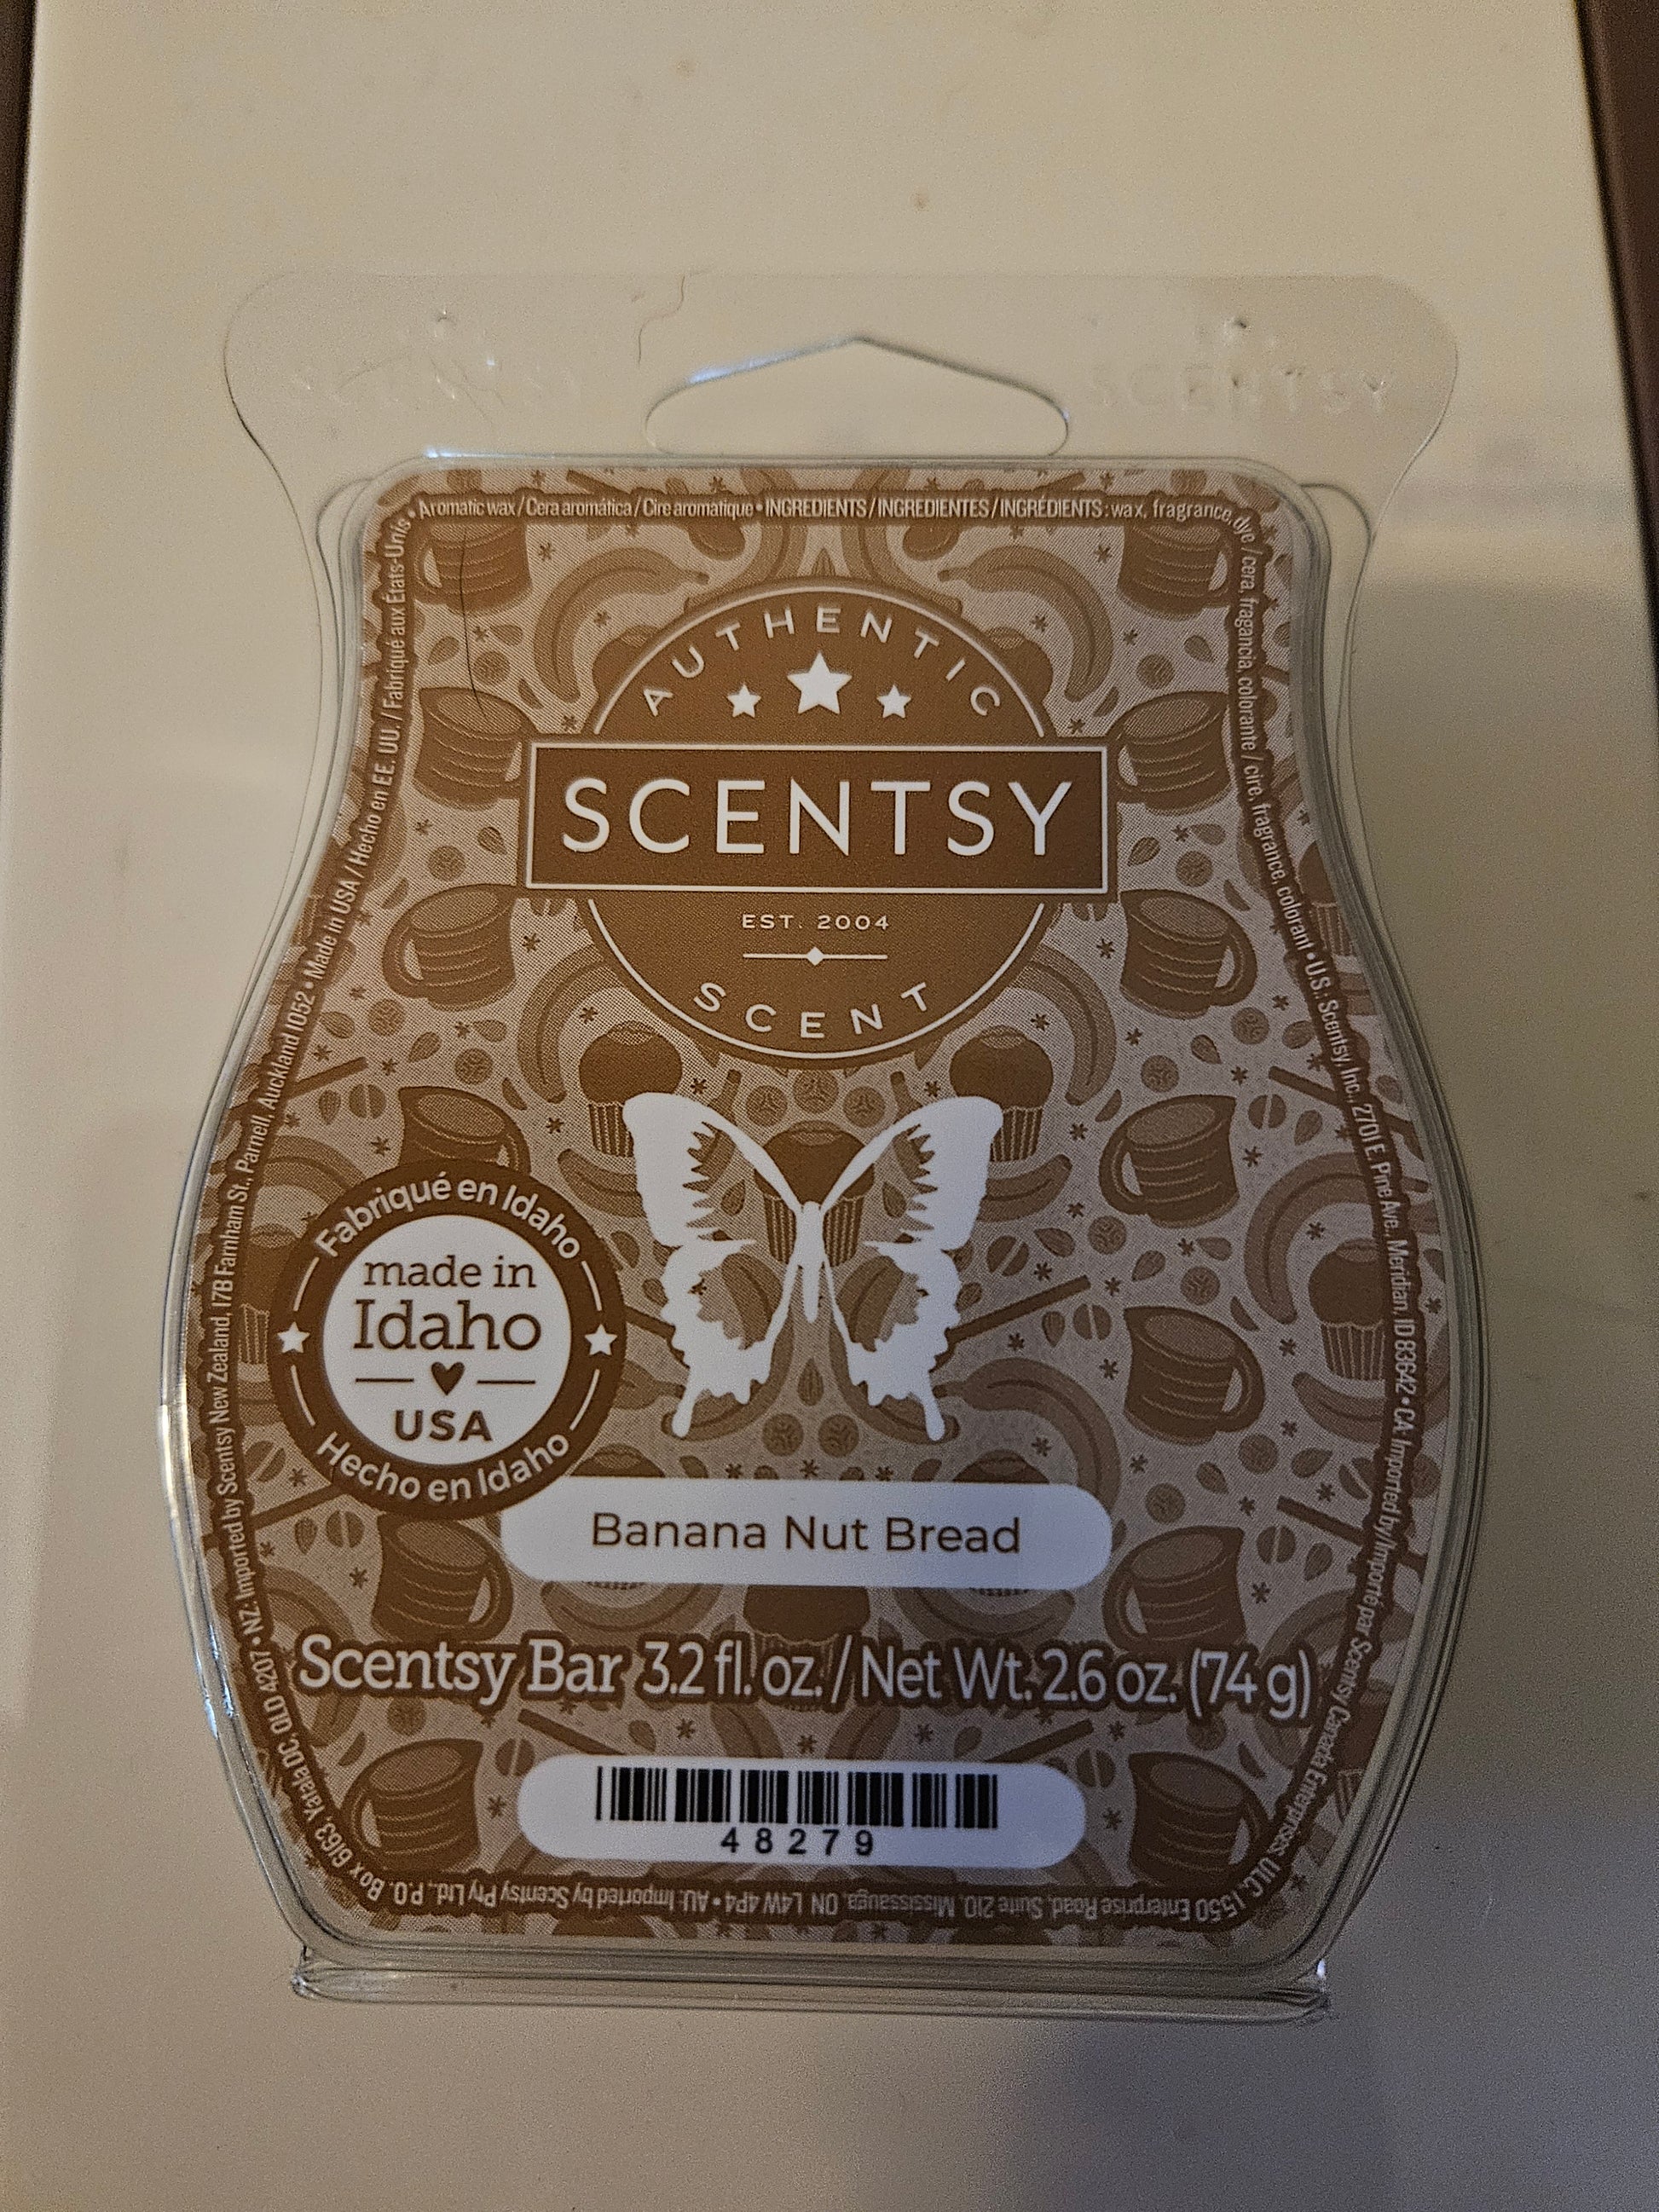 SCENTSY
SCENTSY
Aromatic wax / Cera aromática / Cire aromatique • INGREDIENTS / INGREDIENTES / INGRÉDIENTS: wax, fragrance, dye / cera, fragancia, colorante / cire, fragrance, colorant • U.S.: Scentsy, Inc., 2701 E. Pine Ave., Meridian, ID 83642 • CA: Imported by/Importé par Scentsy Canada Enterprises, ULC, 1550 Enterprise Road, Suite 210, Mississauga, ON L4W 4P4 • AU: Imported by Scentsy Pty Ltd., P.O. Box 6163, Yatala DC, QLD 4207 • NZ: Imported by Scentsy New Zealand, 17B Farnham St., Parnell, Auckland 1052 • Made in USA / Hecho en EE. UU. / Fabriqué aux États-Unis •
AUTHENTIC
SCENTSY
EST. 2004
SCENT
Fabriqué en Idaho
made in
Idaho
USA
Hecho en Idaho
Banana Nut Bread
Scentsy Bar 3.2 fl. oz. / Net Wt. 2.6 oz. (74 g)
48279